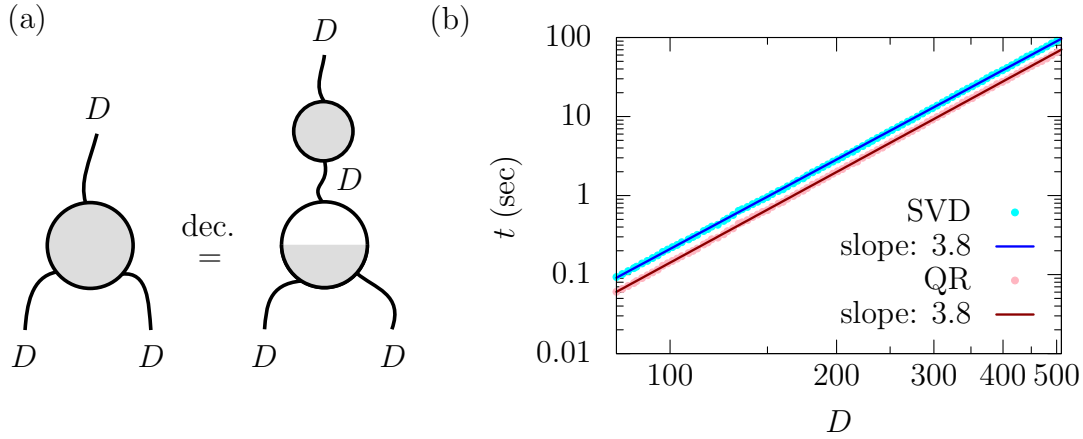 (a)
D
D
D
dec.
=
D
D
D
D
(b)
t (sec)
100
10
1
0.1
0.01
SVD
slope: 3.8
QR
slope: 3.8
100
200
300
400
500
D